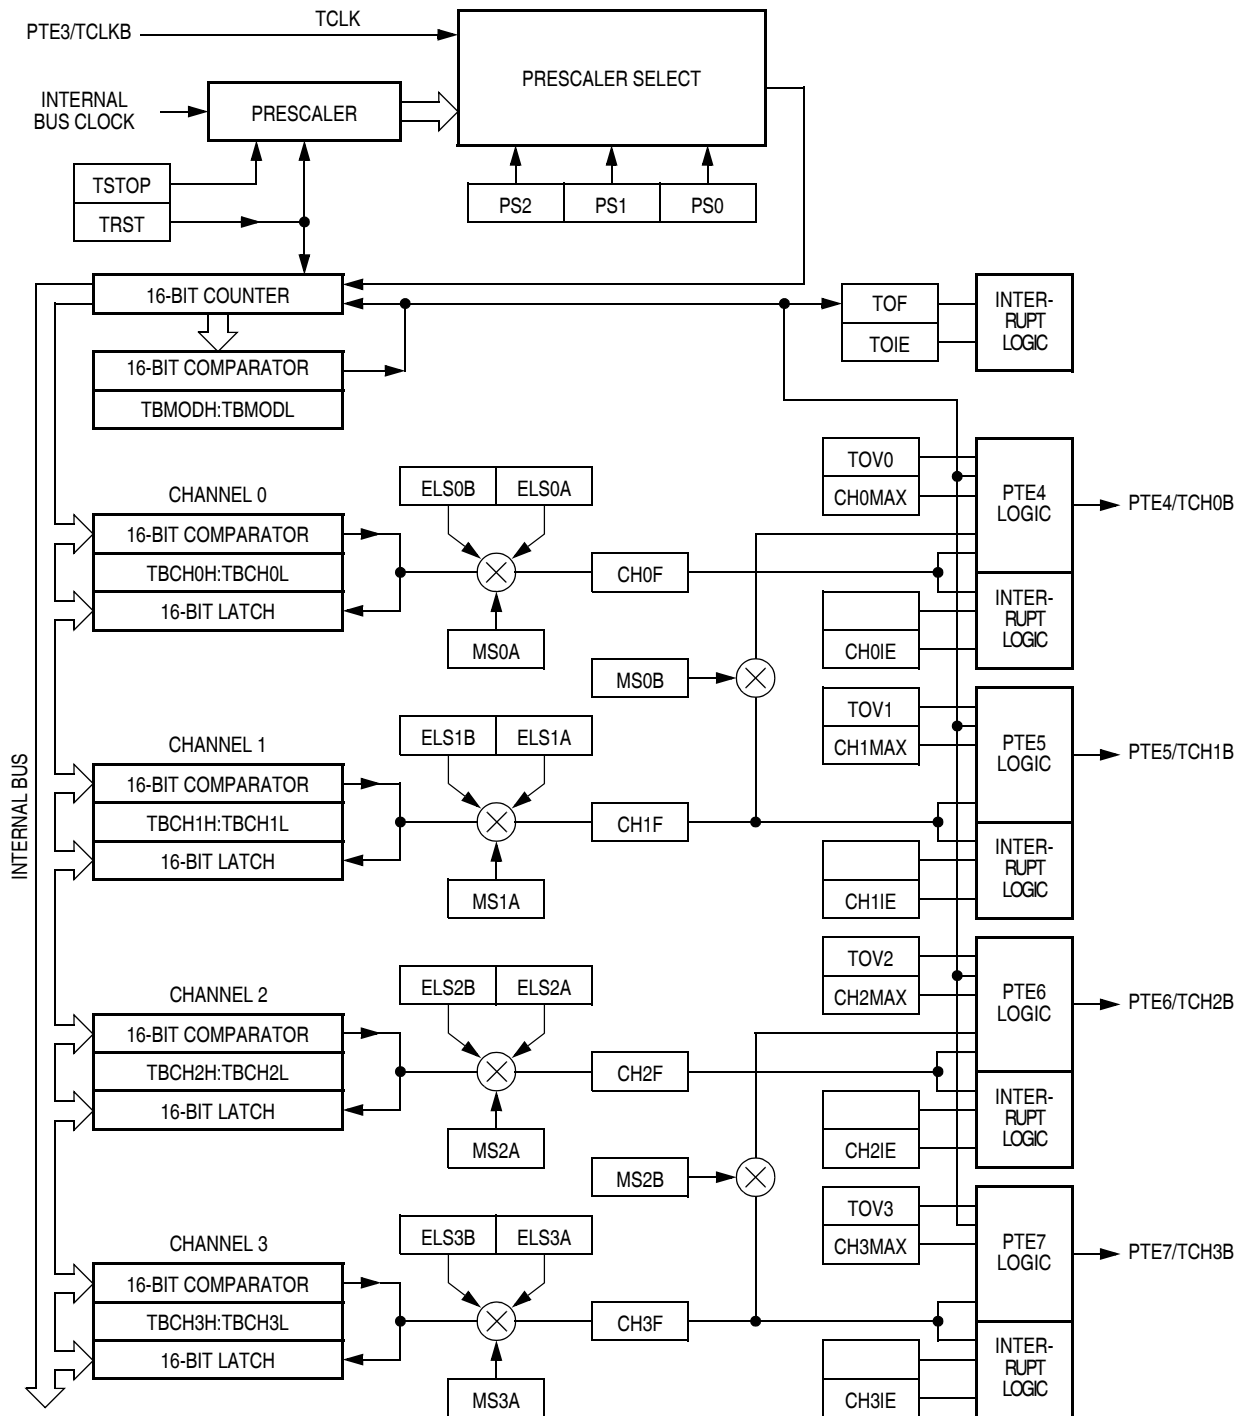 PTE3/TCLKB
TCLK
PRESCALER SELECT
INTERNAL
BUS CLOCK
PRESCALER
TSTOP
TRST
PS2
PS1
PS0
16-BIT COUNTER
16-BIT COMPARATOR
TBMODH:TBMODL
TOF
TOIE
INTER-
RUPT
LOGIC
INTERNAL BUS
CHANNEL 0
16-BIT COMPARATOR
TBCH0H:TBCH0L
16-BIT LATCH
ELS0B
ELS0A
MS0A
CH0F
MS0B
TOV0
CH0MAX
PTE4
LOGIC
PTE4/TCH0B
CH0IE
INTER-
RUPT
LOGIC
CHANNEL 1
16-BIT COMPARATOR
TBCH1H:TBCH1L
16-BIT LATCH
ELS1B
ELS1A
MS1A
CH1F
TOV1
CH1MAX
PTE5
LOGIC
PTE5/TCH1B
CH1IE
INTER-
RUPT
LOGIC
CHANNEL 2
16-BIT COMPARATOR
TBCH2H:TBCH2L
16-BIT LATCH
ELS2B
ELS2A
MS2A
CH2F
MS2B
TOV2
CH2MAX
PTE6
LOGIC
PTE6/TCH2B
CH2IE
INTER-
RUPT
LOGIC
CHANNEL 3
16-BIT COMPARATOR
TBCH3H:TBCH3L
16-BIT LATCH
ELS3B
ELS3A
MS3A
CH3F
TOV3
CH3MAX
PTE7
LOGIC
PTE7/TCH3B
CH3IE
INTER-
RUPT
LOGIC